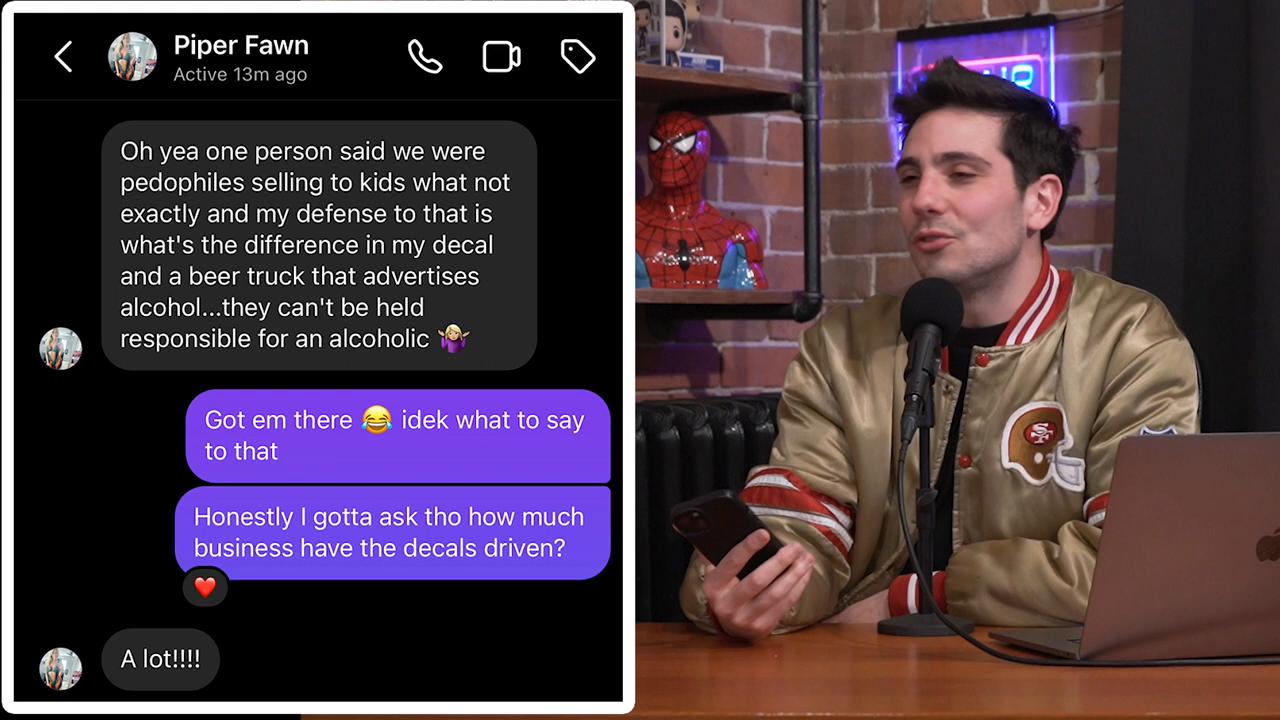 Piper Fawn
Active 13m ago
Oh yea one person said we were
pedophiles selling to kids what not
exactly and my defense to that is
what's the difference in my decal
and a beer truck that advertises
alcohol...they can't be held
responsible for an alcoholic 🤷🏼‍♀️
Got em there 😂 idek what to say
to that
Honestly I gotta ask tho how much
business have the decals driven?
❤️
A lot!!!!
SF